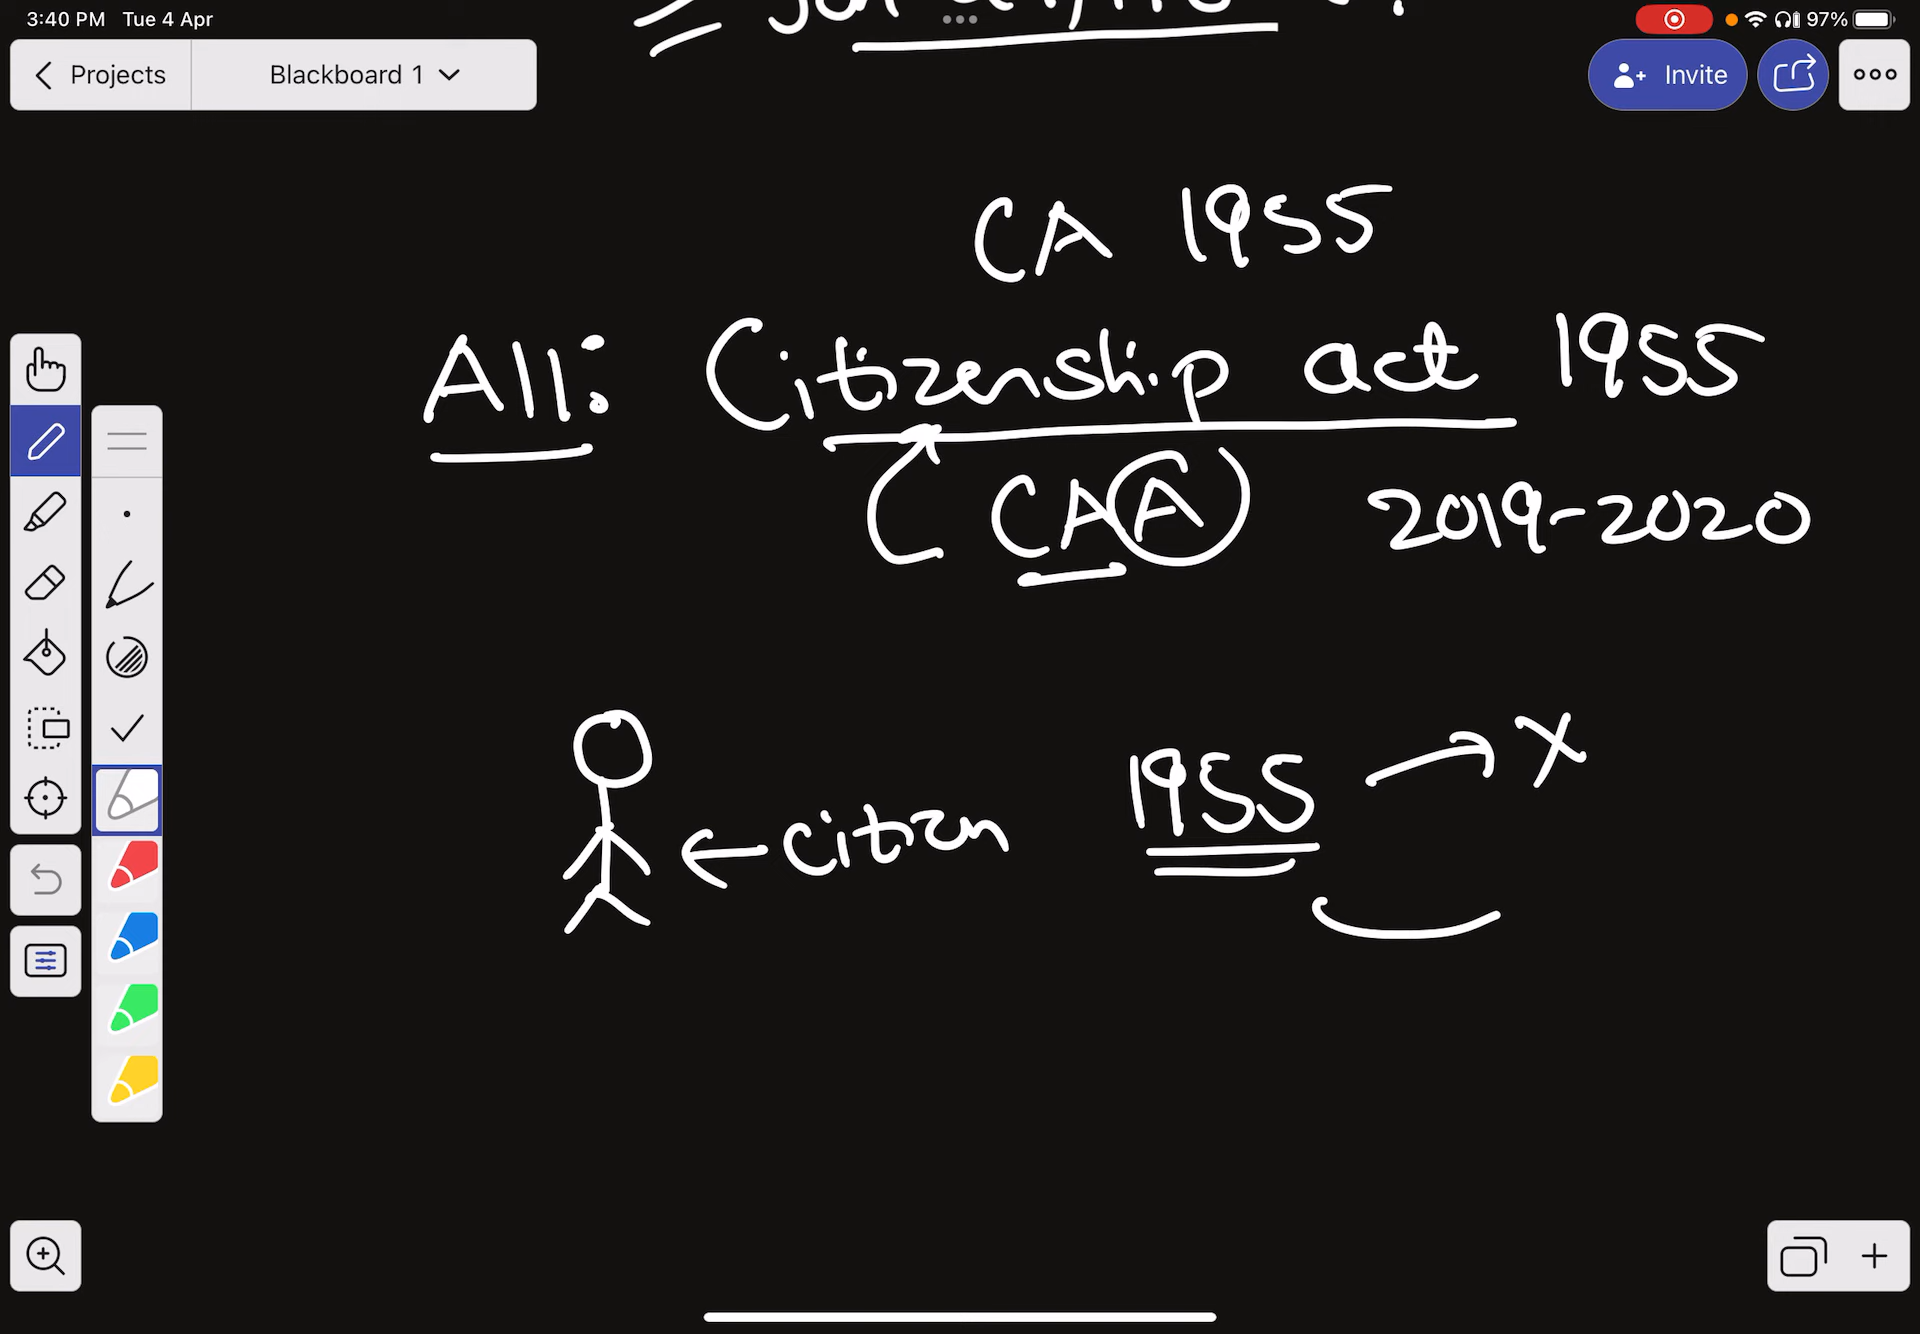 3:40 PM Tue 4 Apr
97%
Projects
Blackboard 1
Invite
CA 1955
All: Citizenship act 1955
CAA 2019-2020
1955 → X
← citizen